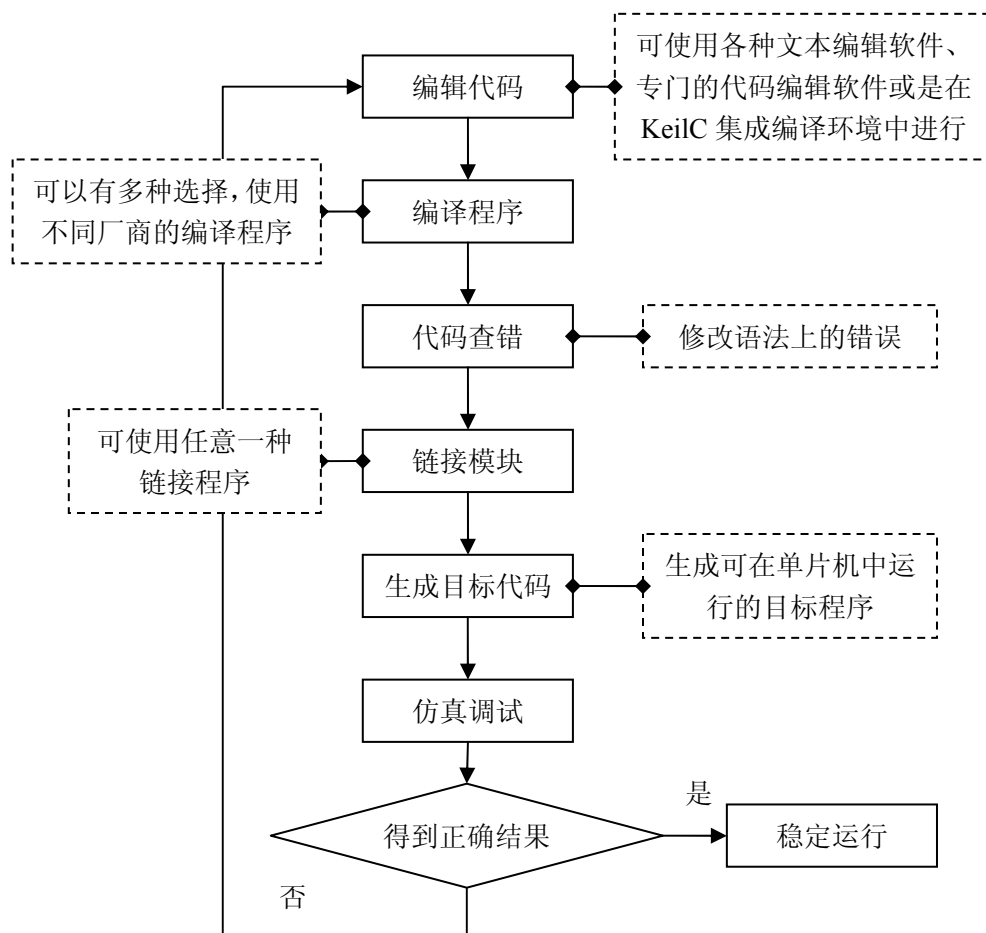 可使用各种文本编辑软件、
编辑代码
专门的代码编辑软件或是在
KeilC 集成编译环境中进行
可以有多种选择，使用
不同厂商的编译程序
编译程序
代码查错
修改语法上的错误
可使用任意一种
链接程序
链接模块
生成目标代码
生成可在单片机中运
行的目标程序
仿真调试
得到正确结果
是
稳定运行
否